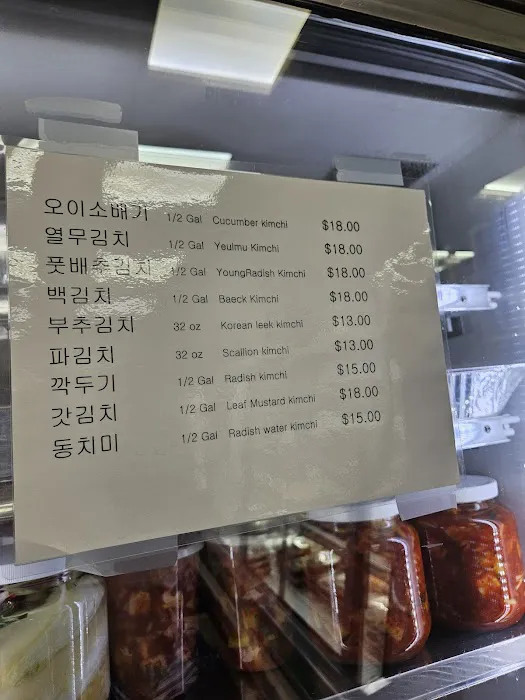 오이소배기 1/2 Gal Cucumber kimchi $18.00
열무김치 1/2 Gal Yeulmu Kimchi $18.00
풋배추김치 1/2 Gal YoungRadish Kimchi $18.00
백김치 1/2 Gal Baeck Kimchi $18.00
부추김치 32 oz Korean leek kimchi $13.00
파김치 32 oz Scallion kimchi $13.00
깍두기 1/2 Gal Radish kimchi $15.00
갓김치 1/2 Gal Leaf Mustard kimchi $18.00
동치미 1/2 Gal Radish water kimchi $15.00